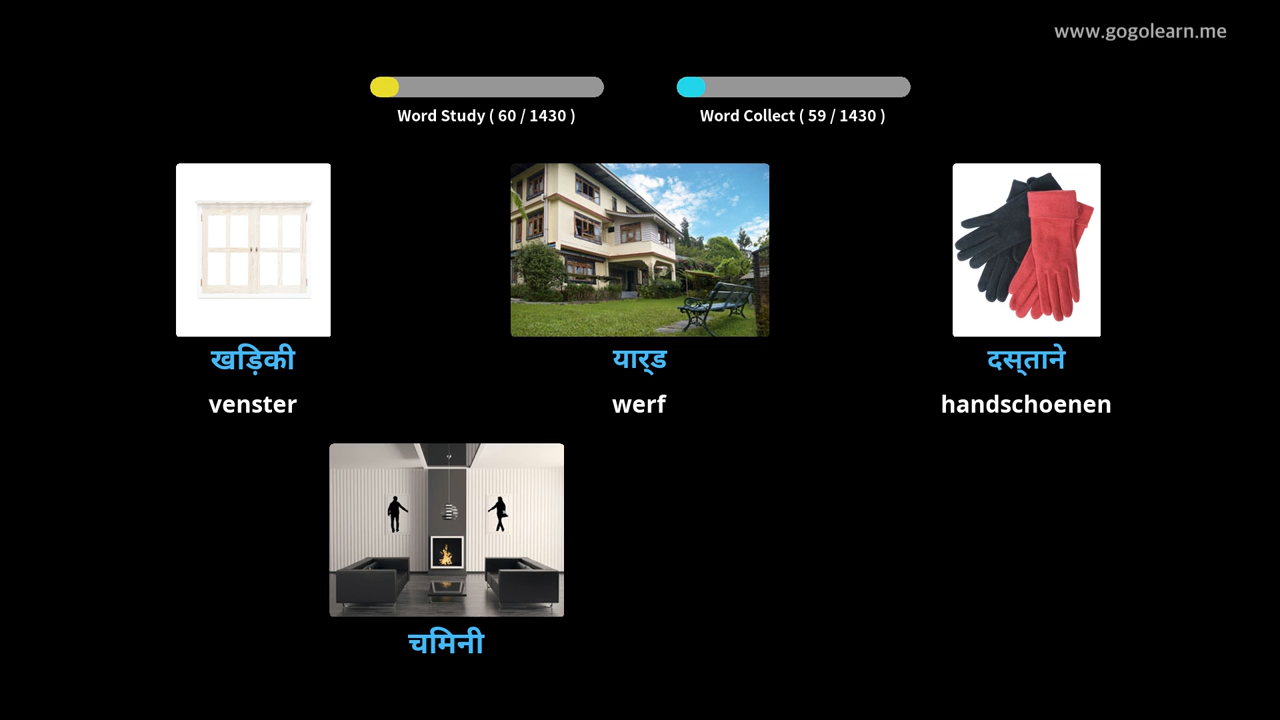 www.gogolearn.me
Word Study ( 60 / 1430 )
Word Collect ( 59 / 1430 )
खड़िकी
यार्‌ड
दस्‌ताने
venster
werf
handschoenen
चमिनी